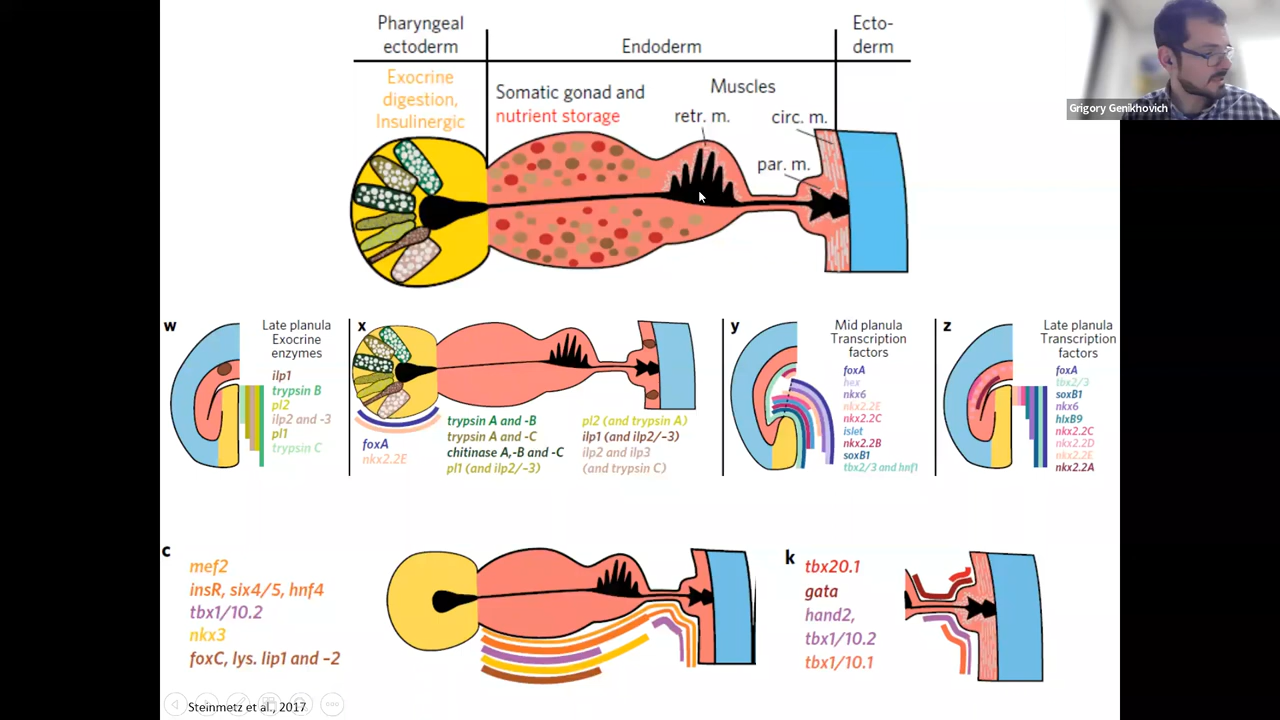 Pharyngeal
ectoderm
Endoderm
Ecto-
derm
Exocrine
digestion,
Insulinergic
Somatic gonad and
nutrient storage
Muscles
retr. m.
circ. m.
par. m.
Grigory Genikhovich
w
Late planula
Exocrine
enzymes
ilp1
trypsin B
pl2
ilp2 and -3
pl1
trypsin C
x
foxA
nkx2.2E
trypsin A and -B
trypsin A and -C
chitinase A,-B and -C
pl1 (and ilp2/-3)
pl2 (and trypsin A)
ilp1 (and ilp2/-3)
ilp2 and ilp3
(and trypsin C)
y
Mid planula
Transcription
factors
foxA
hex
nkx6
nkx2.2E
nkx2.2C
islet
nkx2.2B
soxB1
tbx2/3 and hnf1
z
Late planula
Transcription
factors
foxA
tbx2/3
soxB1
nkx6
hlxB9
nkx2.2C
nkx2.2D
nkx2.2E
nkx2.2A
c
mef2
insR, six4/5, hnf4
tbx1/10.2
nkx3
foxC, lys. lip1 and –2
k
tbx20.1
gata
hand2,
tbx1/10.2
tbx1/10.1
Steinmetz et al., 2017